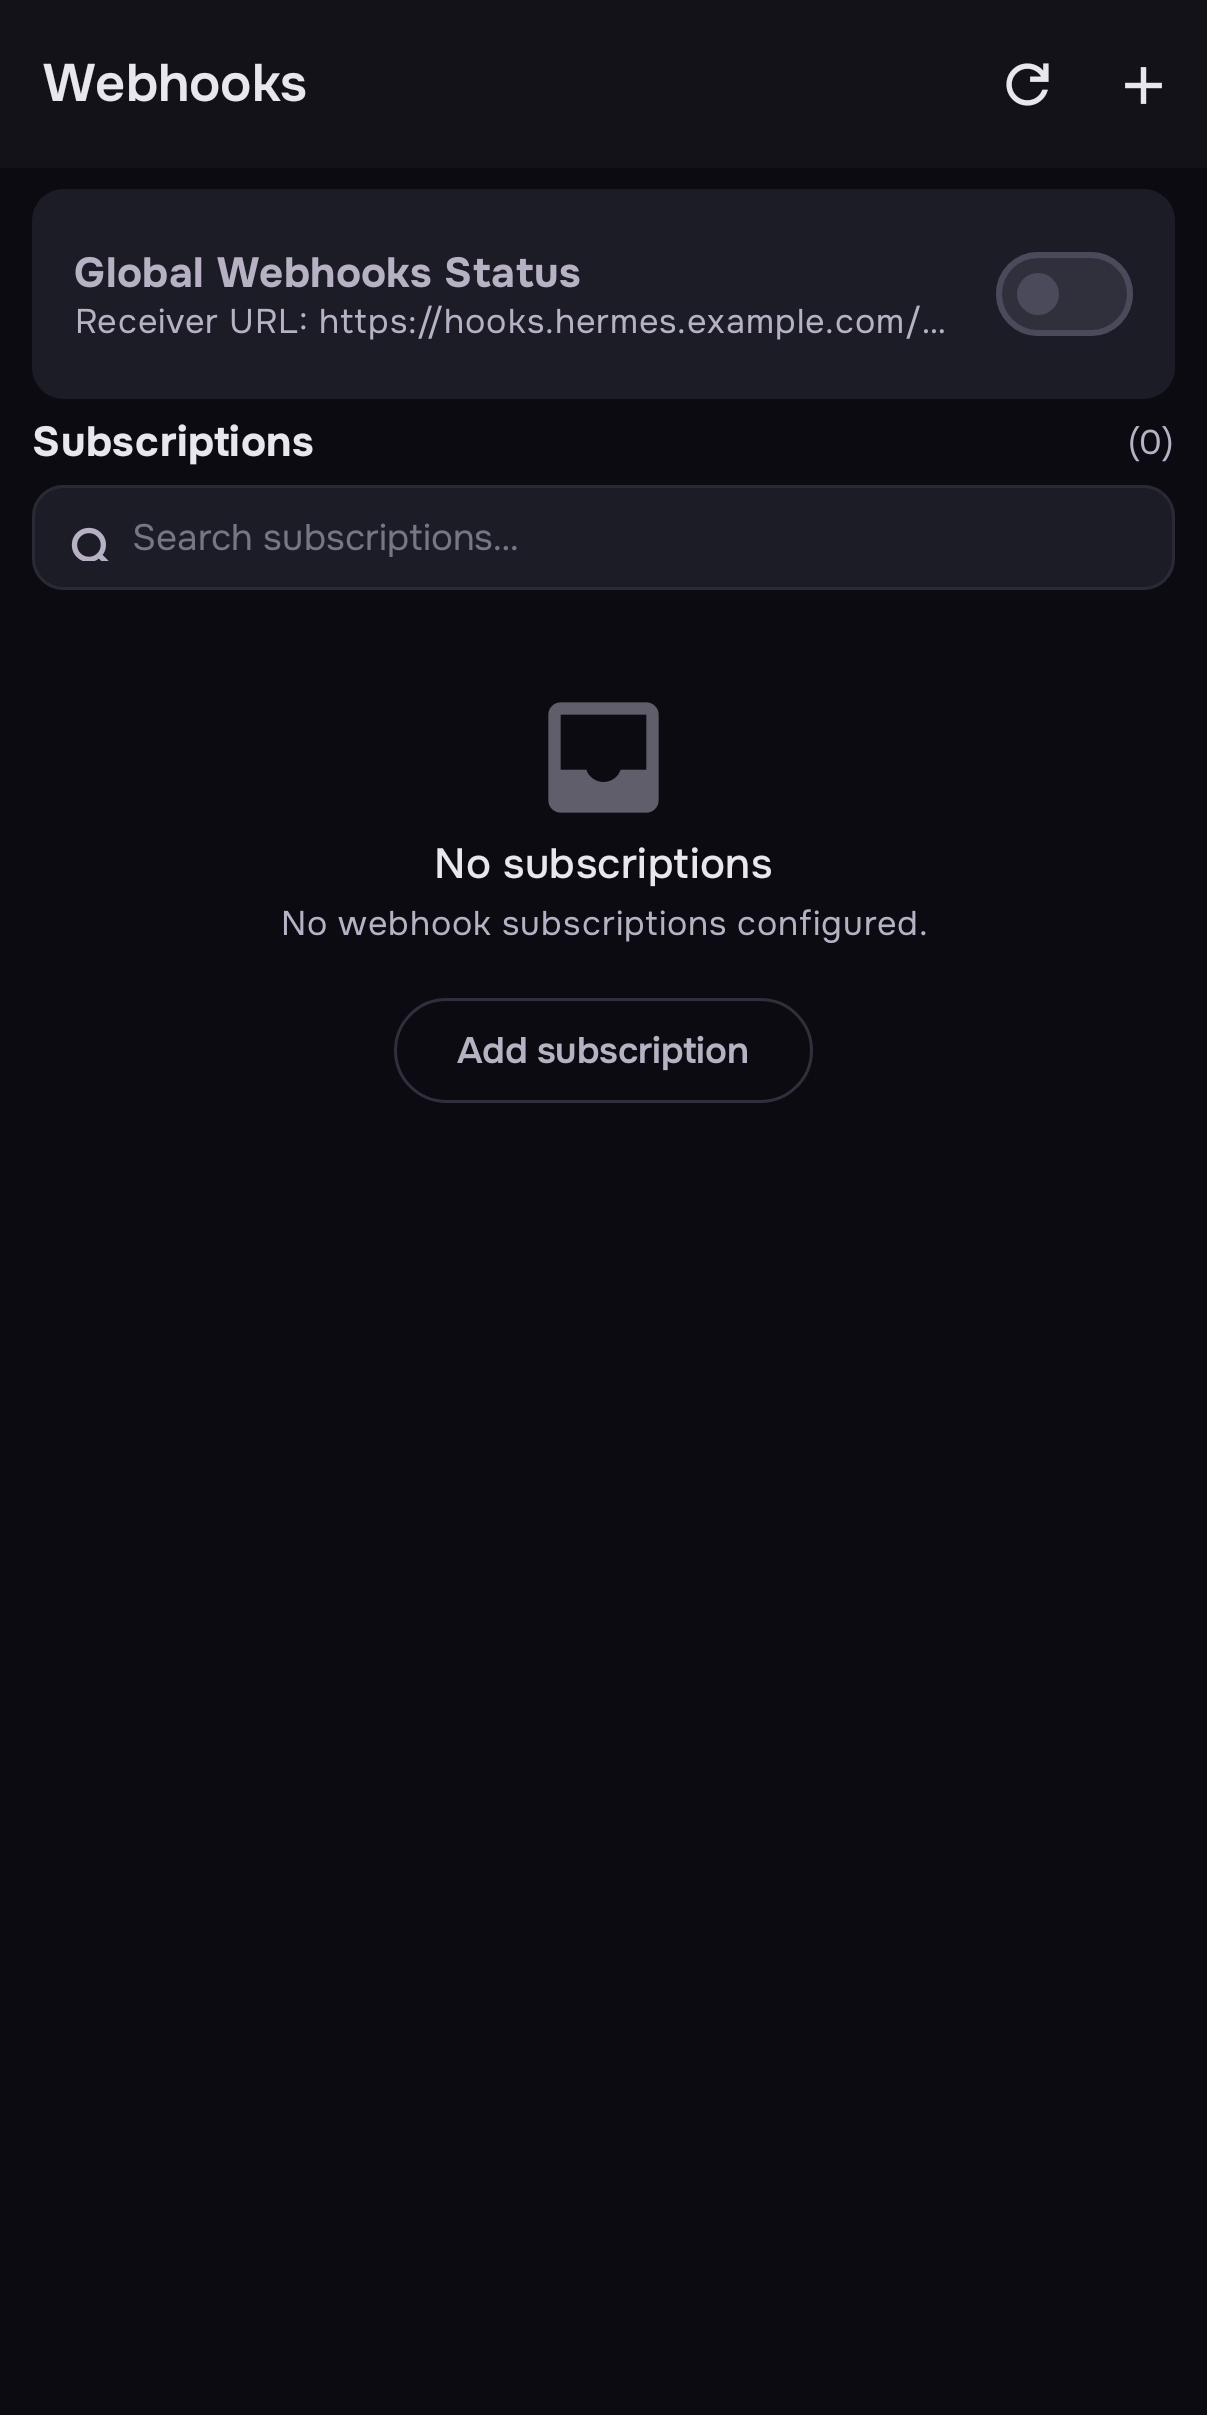 Webhooks
Global Webhooks Status
Receiver URL: https://hooks.hermes.example.com/...
Subscriptions
(0)
Search subscriptions...
No subscriptions
No webhook subscriptions configured.
Add subscription